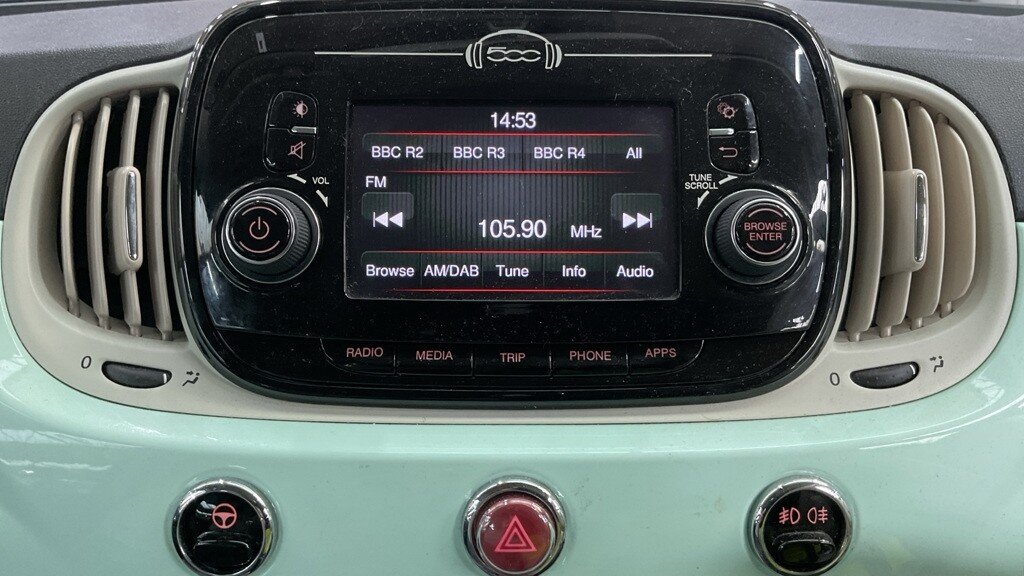 500
14:53
BBC R2 BBC R3 BBC R4 All
FM
VOL
TUNE
SCROLL
105.90 MHz
BROWSE
ENTER
Browse AM/DAB Tune Info Audio
RADIO MEDIA TRIP PHONE APPS
0 0